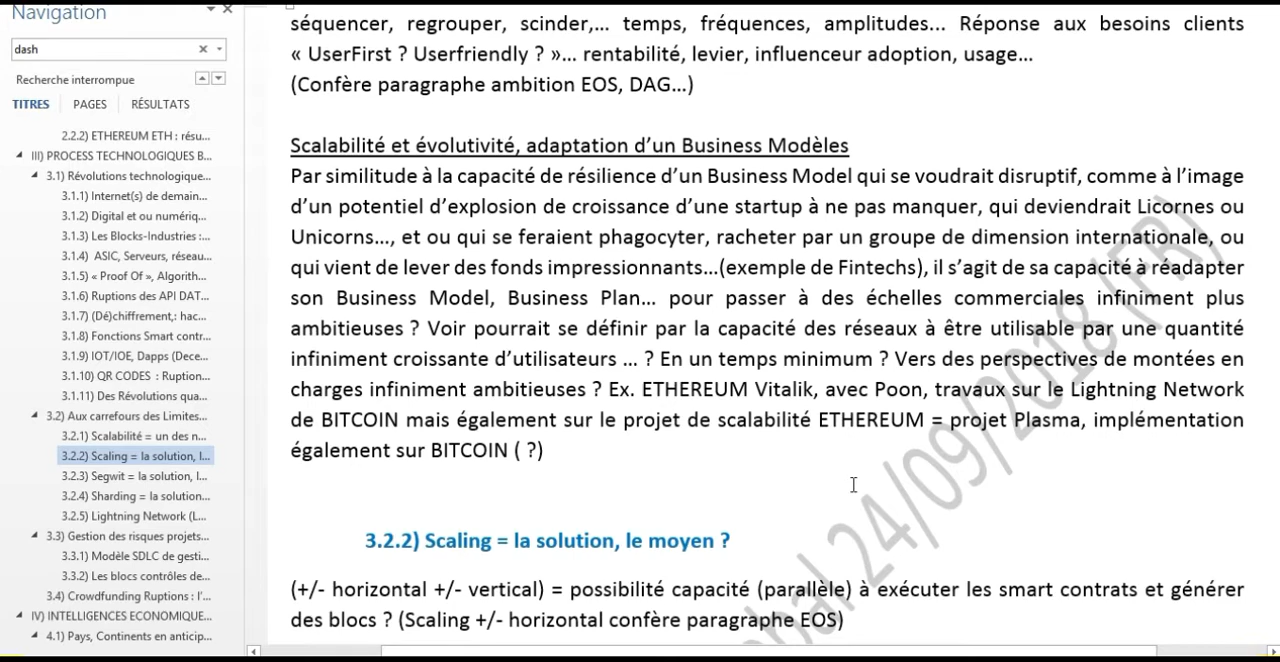 Navigation
dash
Recherche interrompue
TITRES PAGES RÉSULTATS
2.2.2) ETHEREUM ETH : résu...
III) PROCESS TECHNOLOGIQUES B...
3.1) Révolutions technologique...
3.1.1) Internet(s) de demain...
3.1.2) Digital et ou numériq...
3.1.3) Les Blocks-Industries :...
3.1.4) ASIC, Serveurs, réseau...
3.1.5) « Proof Of », Algorith...
3.1.6) Ruptions des API DAT...
3.1.7) (Dé)chiffrement,: hac...
3.1.8) Fonctions Smart contr...
3.1.9) IOT/IOE, Dapps (Dece...
3.1.10) QR CODES : Ruption...
3.1.11) Des Révolutions qua...
3.2) Aux carrefours des Limites...
3.2.1) Scalabilité = un des n...
3.2.2) Scaling = la solution, l...
3.2.3) Segwit = la solution, l...
3.2.4) Sharding = la solution...
3.2.5) Lightning Network (L...
3.3) Gestion des risques projets...
3.3.1) Modèle SDLC de gesti...
3.3.2) Les blocs contrôles de...
3.4) Crowdfunding Ruptions : l'...
IV) INTELLIGENCES ECONOMIQUE...
4.1) Pays, Continents en anticip...
séquencer, regrouper, scinder,... temps, fréquences, amplitudes... Réponse aux besoins clients
« UserFirst ? Userfriendly ? »... rentabilité, levier, influenceur adoption, usage...
(Confère paragraphe ambition EOS, DAG...)
Scalabilité et évolutivité, adaptation d'un Business Modèles
Par similitude à la capacité de résilience d'un Business Model qui se voudrait disruptif, comme à l'image
d'un potentiel d'explosion de croissance d'une startup à ne pas manquer, qui deviendrait Licornes ou
Unicorns..., et ou qui se feraient phagocyter, racheter par un groupe de dimension internationale, ou
qui vient de lever des fonds impressionnants...(exemple de Fintechs), il s'agit de sa capacité à réadapter
son Business Model, Business Plan... pour passer à des échelles commerciales infiniment plus
ambitieuses ? Voir pourrait se définir par la capacité des réseaux à être utilisable par une quantité
infiniment croissante d'utilisateurs ... ? En un temps minimum ? Vers des perspectives de montées en
charges infiniment ambitieuses ? Ex. ETHEREUM Vitalik, avec Poon, travaux sur le Lightning Network
de BITCOIN mais également sur le projet de scalabilité ETHEREUM = projet Plasma, implémentation
également sur BITCOIN ( ?)
3.2.2) Scaling = la solution, le moyen ?
(+/- horizontal +/- vertical) = possibilité capacité (parallèle) à exécuter les smart contrats et générer
des blocs ? (Scaling +/- horizontal confère paragraphe EOS)
24/09/2018 (FR)